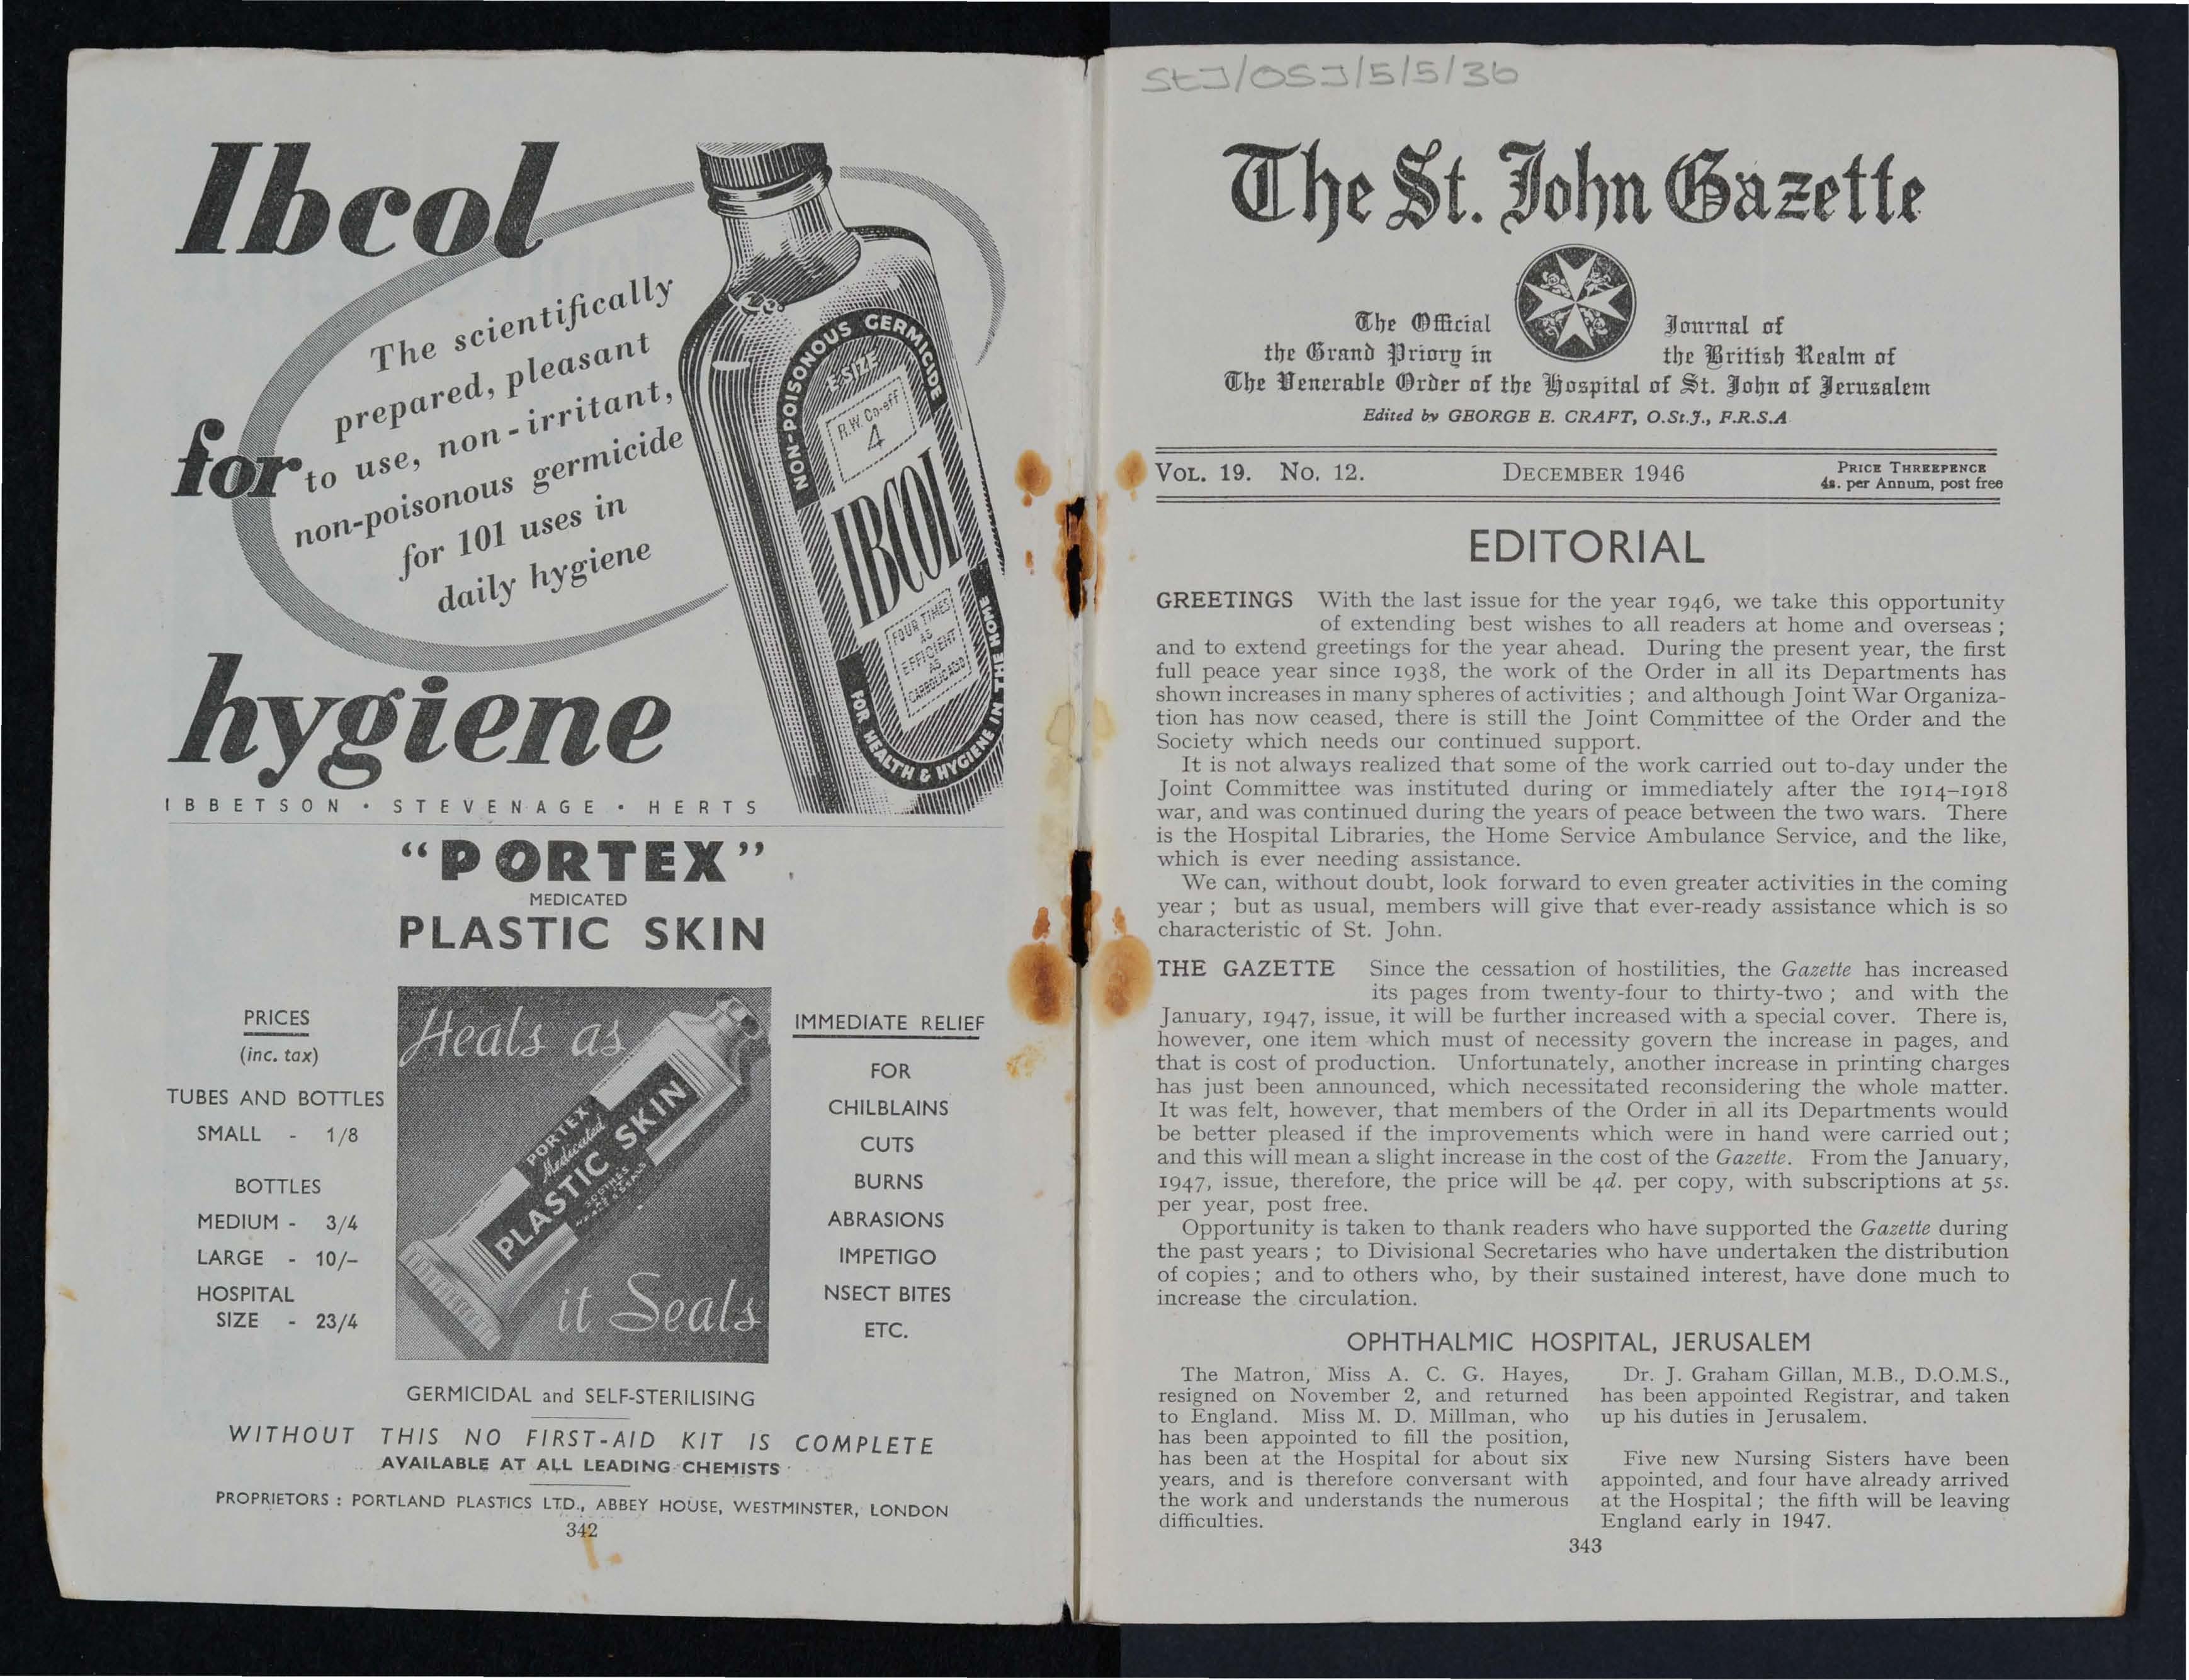 Ibcol
for
hygiene
The scientifically
prepared, pleasant
to use, non-irritant,
non-poisonous germicide
for 101 uses in
daily hygiene
NON-POISONOUS GERMICIDE
E-SIZE
R.W. Co-eff
4
IBCOL
FOUR TIMES
AS
EFFICIENT
AS
CARBOLIC ACID
FOR HEALTH & HYGIENE IN THE HOME
IBBETSON · STEVENAGE · HERTS
"PORTEX"
MEDICATED
PLASTIC SKIN
PRICES
(inc. tax)
TUBES AND BOTTLES
SMALL - 1/8
BOTTLES
MEDIUM - 3/4
LARGE - 10/-
HOSPITAL
SIZE - 23/4
Heals as
PORTEX
Medicated
PLASTIC SKIN
it Seals
IMMEDIATE RELIEF
FOR
CHILBLAINS
CUTS
BURNS
ABRASIONS
IMPETIGO
NSECT BITES
ETC.
GERMICIDAL and SELF-STERILISING
WITHOUT THIS NO FIRST-AID KIT IS COMPLETE
AVAILABLE AT ALL LEADING CHEMISTS
PROPRIETORS : PORTLAND PLASTICS LTD., ABBEY HOUSE, WESTMINSTER, LONDON
342
StJ/OSJ/5/5/36
The St. John Gazette
The Official Journal of
the Grand Priory in the British Realm of
The Venerable Order of the Hospital of St. John of Jerusalem
Edited by GEORGE E. CRAFT, O.St.J., F.R.S.A.
VOL. 19. No. 12. DECEMBER 1946 PRICE THREEPENCE
4s. per Annum, post free
EDITORIAL
GREETINGS With the last issue for the year 1946, we take this opportunity
of extending best wishes to all readers at home and overseas ;
and to extend greetings for the year ahead. During the present year, the first
full peace year since 1938, the work of the Order in all its Departments has
shown increases in many spheres of activities ; and although Joint War Organiza-
tion has now ceased, there is still the Joint Committee of the Order and the
Society which needs our continued support.
It is not always realized that some of the work carried out to-day under the
Joint Committee was instituted during or immediately after the 1914–1918
war, and was continued during the years of peace between the two wars. There
is the Hospital Libraries, the Home Service Ambulance Service, and the like,
which is ever needing assistance.
We can, without doubt, look forward to even greater activities in the coming
year ; but as usual, members will give that ever-ready assistance which is so
characteristic of St. John.
THE GAZETTE Since the cessation of hostilities, the Gazette has increased
its pages from twenty-four to thirty-two ; and with the
January, 1947, issue, it will be further increased with a special cover. There is,
however, one item which must of necessity govern the increase in pages, and
that is cost of production. Unfortunately, another increase in printing charges
has just been announced, which necessitated reconsidering the whole matter.
It was felt, however, that members of the Order in all its Departments would
be better pleased if the improvements which were in hand were carried out ;
and this will mean a slight increase in the cost of the Gazette. From the January,
1947, issue, therefore, the price will be 4d. per copy, with subscriptions at 5s.
per year, post free.
Opportunity is taken to thank readers who have supported the Gazette during
the past years ; to Divisional Secretaries who have undertaken the distribution
of copies ; and to others who, by their sustained interest, have done much to
increase the circulation.
OPHTHALMIC HOSPITAL, JERUSALEM
The Matron, Miss A. C. G. Hayes,
resigned on November 2, and returned
to England. Miss M. D. Millman, who
has been appointed to fill the position,
has been at the Hospital for about six
years, and is therefore conversant with
the work and understands the numerous
difficulties.
Dr. J. Graham Gillan, M.B., D.O.M.S.,
has been appointed Registrar, and taken
up his duties in Jerusalem.
Five new Nursing Sisters have been
appointed, and four have already arrived
at the Hospital ; the fifth will be leaving
England early in 1947.
343